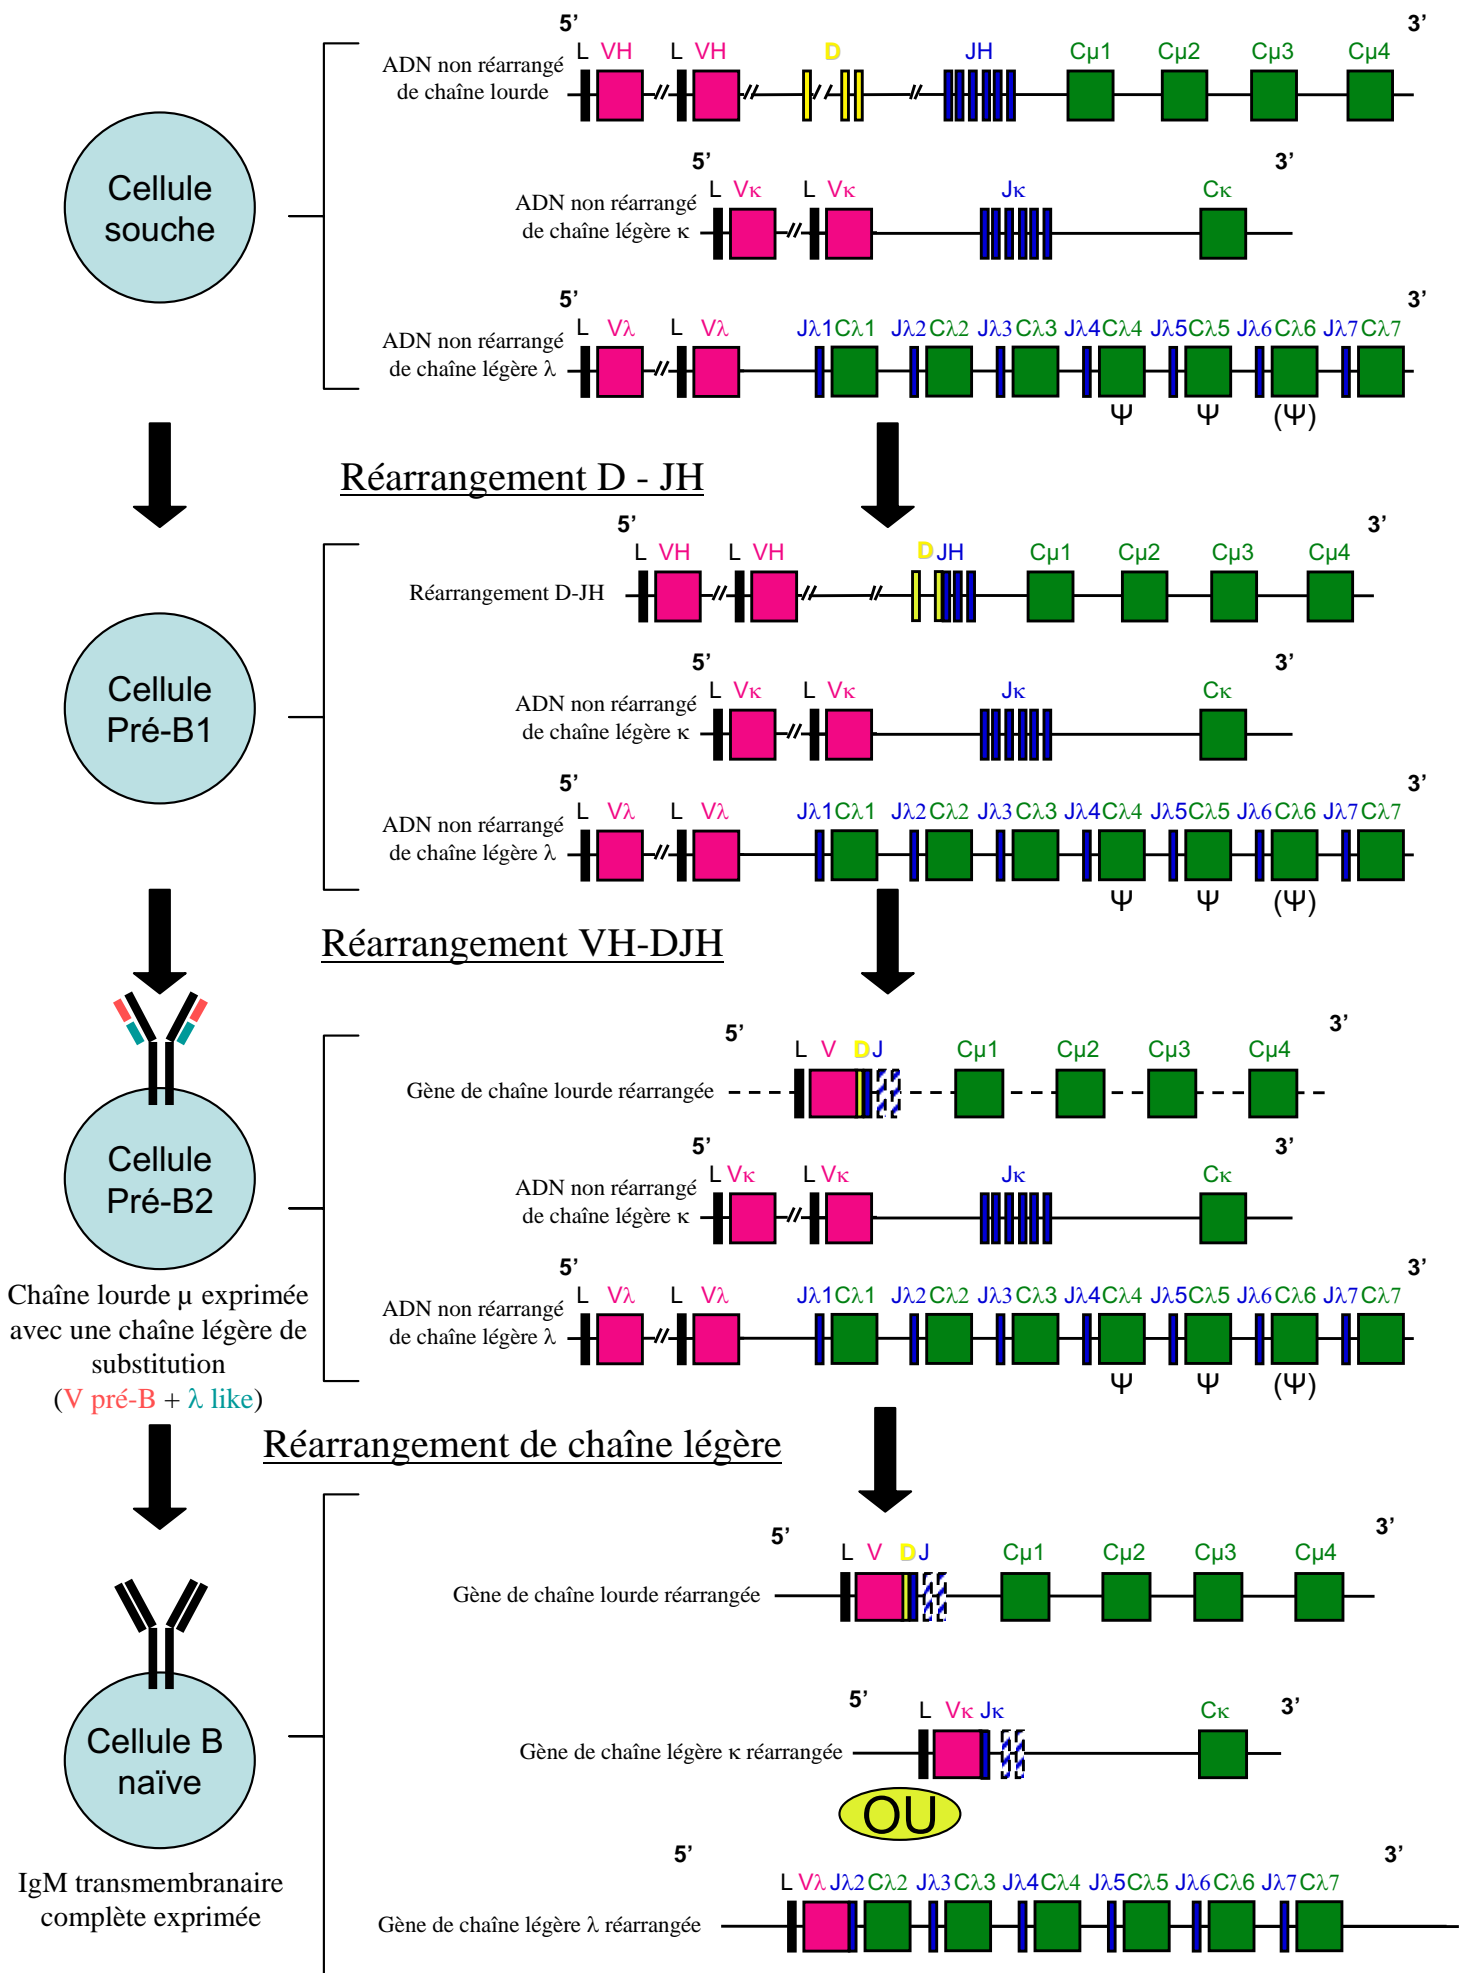 5’ 3’
L VH L VH D JH Cµ1 Cµ2 Cµ3 Cµ4
ADN non réarrangé
de chaîne lourde
Cellule
souche
5’ 3’
L Vκ L Vκ Jκ Cκ
ADN non réarrangé
de chaîne légère κ
5’ 3’
L Vλ L Vλ Jλ1 Cλ1 Jλ2 Cλ2 Jλ3 Cλ3 Jλ4 Cλ4 Jλ5 Cλ5 Jλ6 Cλ6 Jλ7 Cλ7
ADN non réarrangé
de chaîne légère λ
Ψ Ψ (Ψ)
Réarrangement D - JH
5’ 3’
L VH L VH D JH Cµ1 Cµ2 Cµ3 Cµ4
Réarrangement D-JH
Cellule
Pré-B1
5’ 3’
L Vκ L Vκ Jκ Cκ
ADN non réarrangé
de chaîne légère κ
5’ 3’
L Vλ L Vλ Jλ1 Cλ1 Jλ2 Cλ2 Jλ3 Cλ3 Jλ4 Cλ4 Jλ5 Cλ5 Jλ6 Cλ6 Jλ7 Cλ7
ADN non réarrangé
de chaîne légère λ
Ψ Ψ (Ψ)
Réarrangement VH-DJH
5’ 3’
L V D J Cµ1 Cµ2 Cµ3 Cµ4
Gène de chaîne lourde réarrangée
Cellule
Pré-B2
5’ 3’
L Vκ L Vκ Jκ Cκ
ADN non réarrangé
de chaîne légère κ
5’ 3’
L Vλ L Vλ Jλ1 Cλ1 Jλ2 Cλ2 Jλ3 Cλ3 Jλ4 Cλ4 Jλ5 Cλ5 Jλ6 Cλ6 Jλ7 Cλ7
ADN non réarrangé
de chaîne légère λ
Ψ Ψ (Ψ)
Chaîne lourde µ exprimée
avec une chaîne légère de
substitution
(V pré-B + λ like)
Réarrangement de chaîne légère
5’ 3’
L V D J Cµ1 Cµ2 Cµ3 Cµ4
Gène de chaîne lourde réarrangée
5’ 3’
L Vκ Jκ Cκ
Gène de chaîne légère κ réarrangée
Cellule B
naïve
OU
5’ 3’
L Vλ Jλ2 Cλ2 Jλ3 Cλ3 Jλ4 Cλ4 Jλ5 Cλ5 Jλ6 Cλ6 Jλ7 Cλ7
Gène de chaîne légère λ réarrangée
IgM transmembranaire
complète exprimée